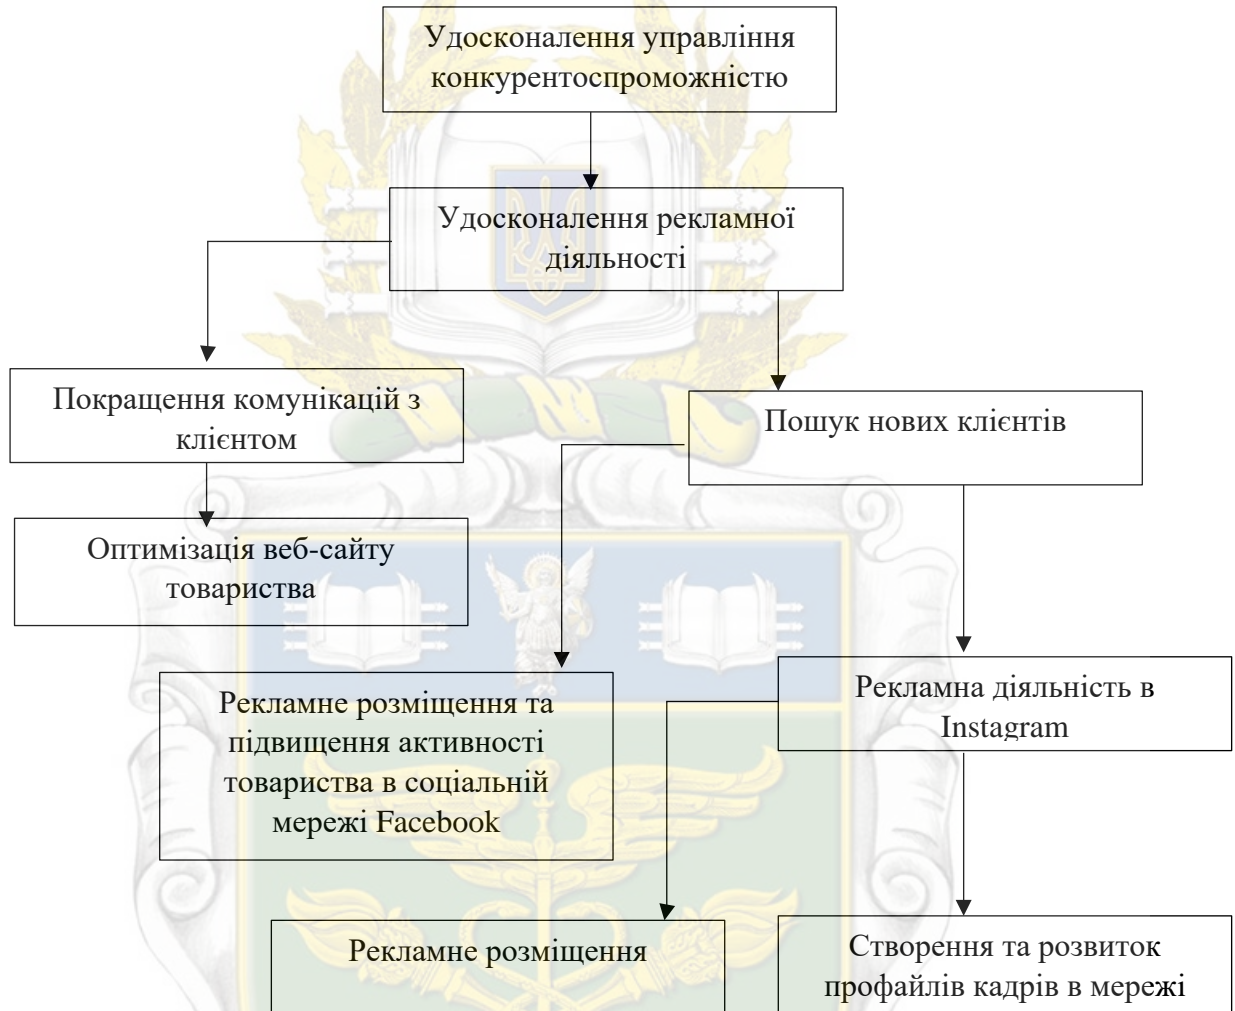 Удосконалення управління
конкурентоспроможністю
Удосконалення рекламної
діяльності
Покращення комунікацій з
клієнтом
Пошук нових клієнтів
Оптимізація веб-сайту
товариства
Рекламне розміщення та
підвищення активності
товариства в соціальній
мережі Facebook
Рекламна діяльність в
Instagram
Рекламне розміщення
Створення та розвиток
профайлів кадрів в мережі